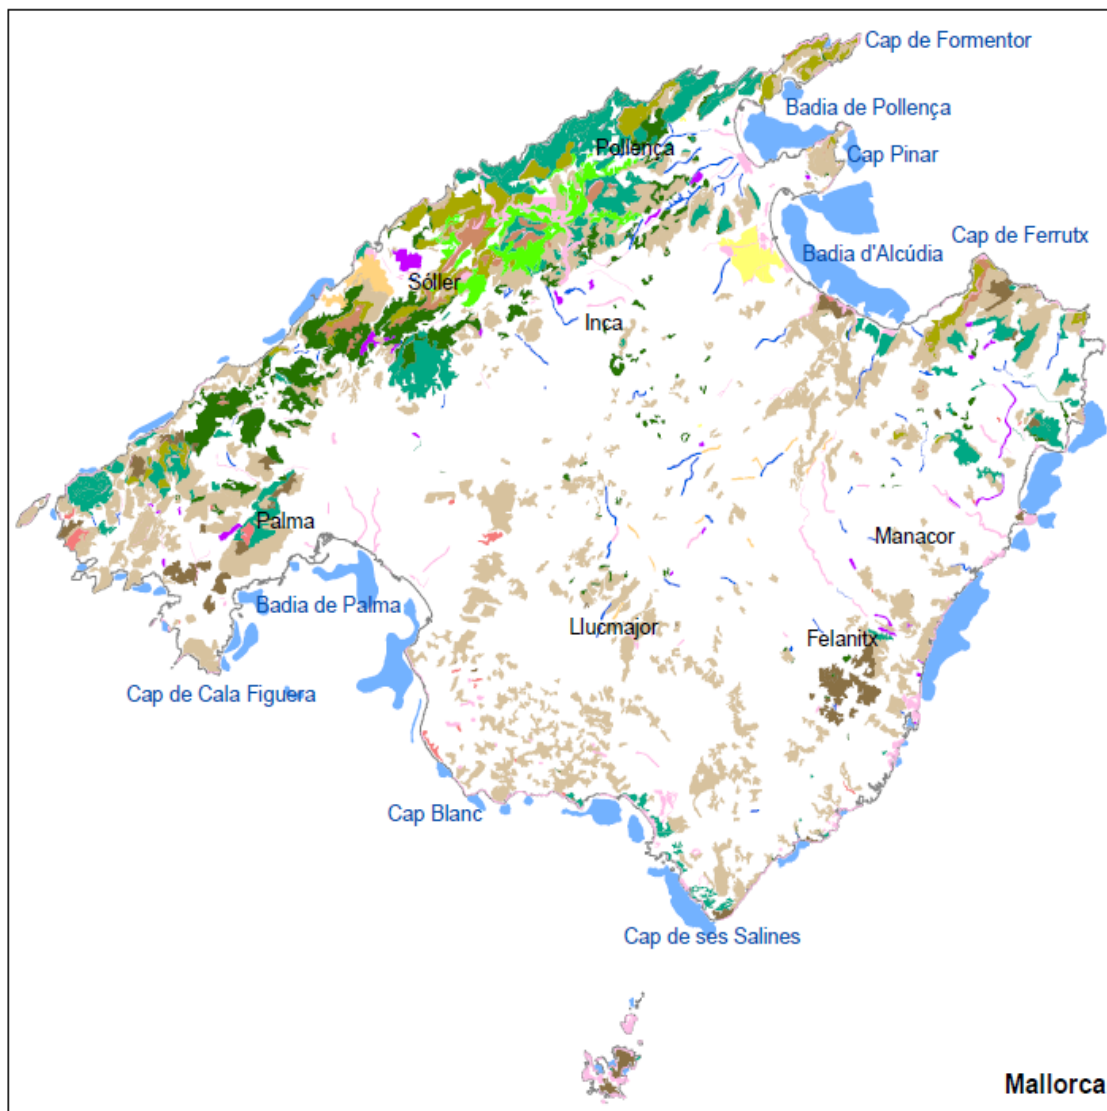 Cap de Formentor
Badia de Pollença
Pollença
Cap Pinar
Cap de Ferrutx
Badia d'Alcúdia
Sóller
Inca
Palma
Manacor
Badia de Palma
Llucmajor
Felanitx
Cap de Cala Figuera
Cap Blanc
Cap de ses Salines
Mallorca